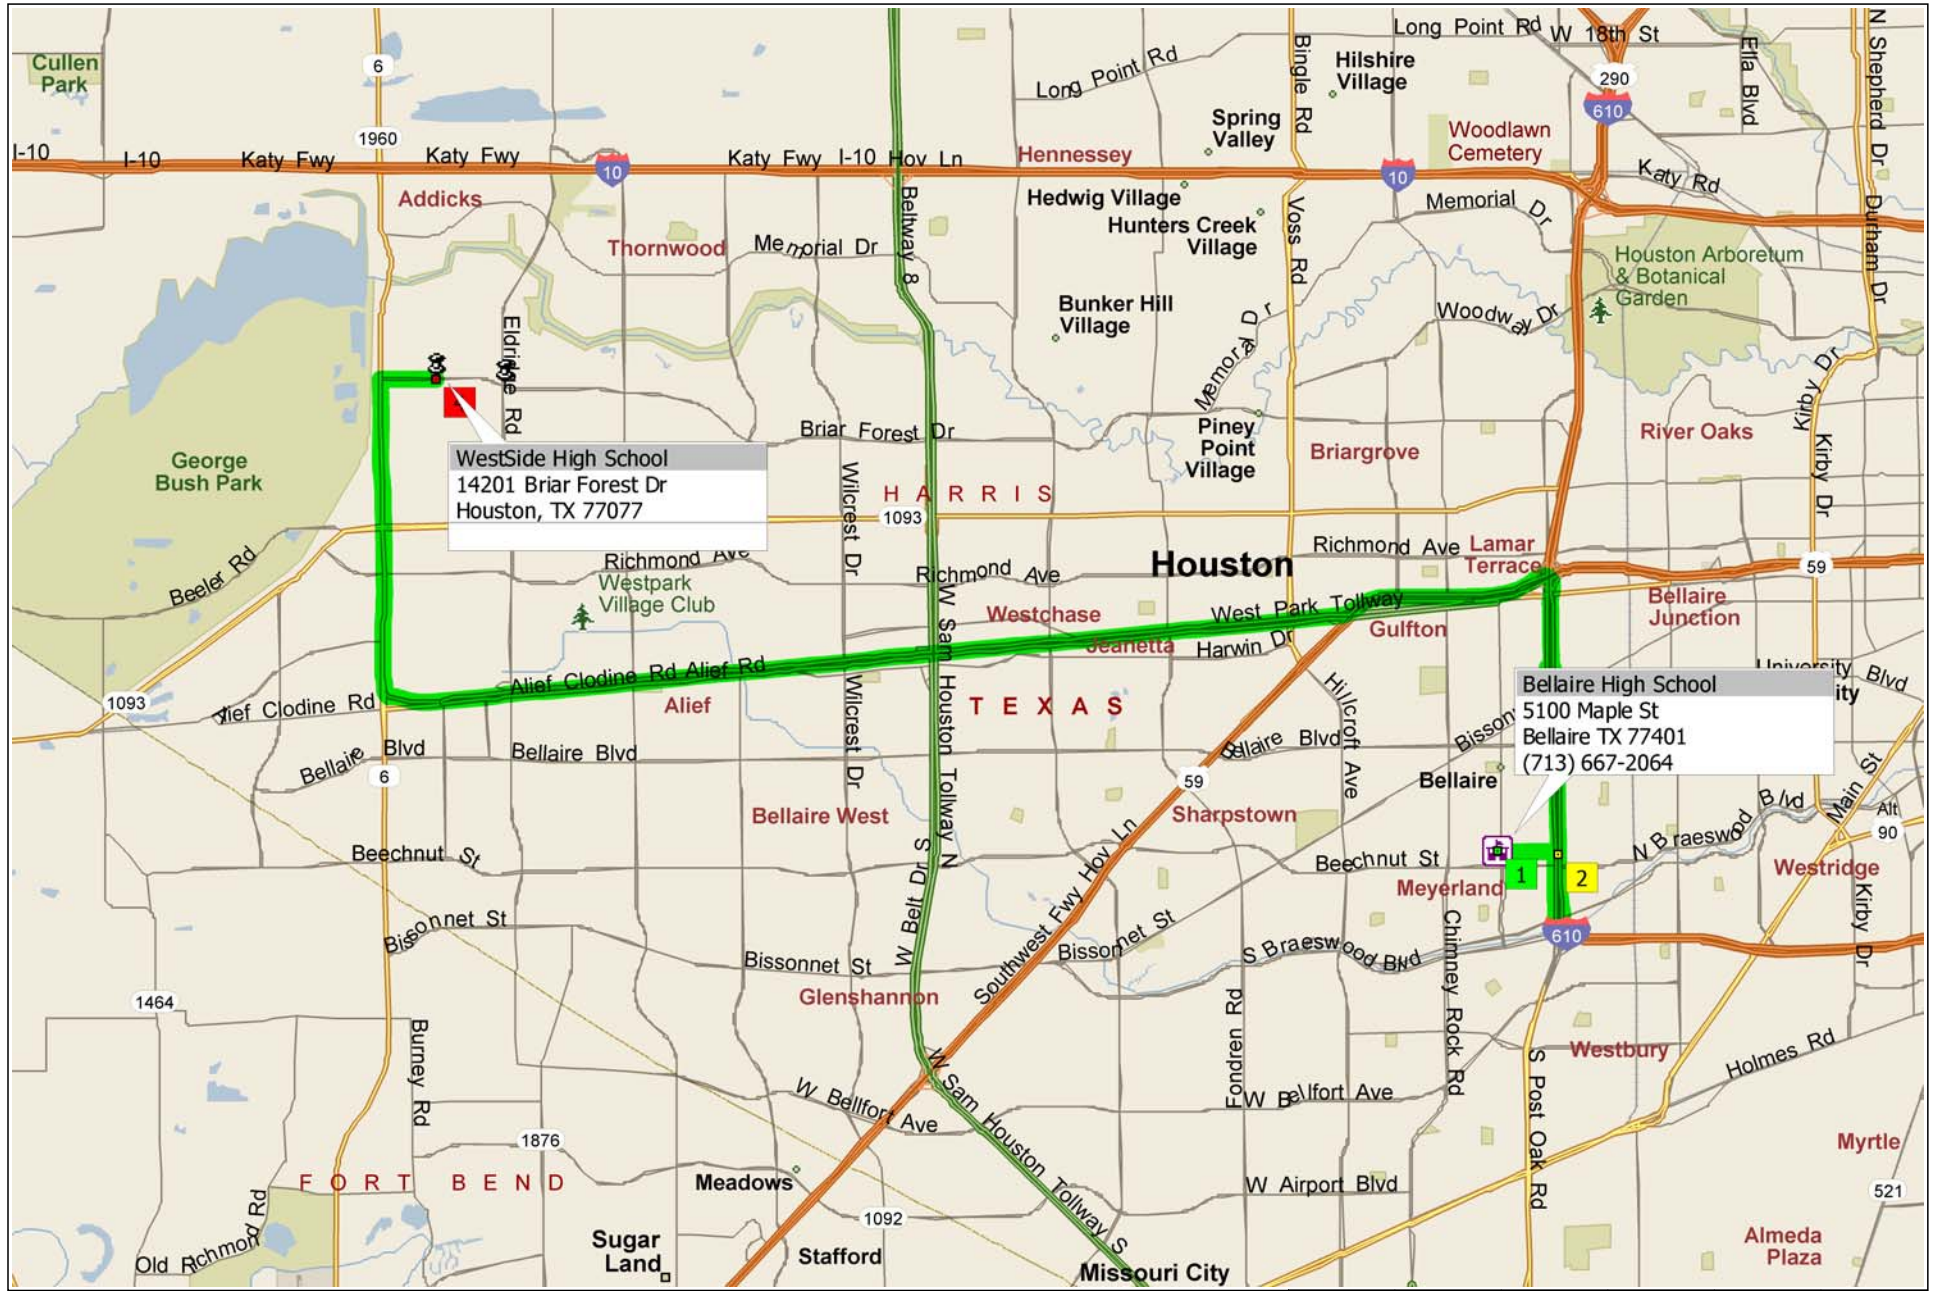 Cullen
Park
6
1960
I-10
I-10
Katy Fwy
Katy Fwy
10
Katy Fwy
I-10 Hov Ln
Addicks
Thornwood
Memorial Dr
Beltway 8
Long Point Rd
Long Point Rd
W 18th St
Bingle Rd
Hilshire
Village
Spring
Valley
Hennessey
Hedwig Village
Hunters Creek
Village
10
Woodlawn
Cemetery
290
610
Ella Blvd
N Shepherd Dr
Katy Rd
Durham Dr
Memorial Dr
Voss Rd
Houston Arboretum
& Botanical
Garden
Woodway Dr
Bunker Hill
Village
Memorial Dr
Eldridge Rd
Briar Forest Dr
Piney
Point
Village
Briargrove
River Oaks
Kirby Dr
Kirby Dr
George
Bush Park
WestSide High School
14201 Briar Forest Dr
Houston, TX 77077
Wilcrest Dr
HARRIS
1093
Beeler Rd
Richmond Ave
Westpark
Village Club
Richmond Ave
Houston
Richmond Ave
Lamar
Terrace
59
Westchase
West Park Tollway
Jeanetta
Harwin Dr
Gulfton
Bellaire
Junction
W Sam Houston Tollway N
Alief Clodine Rd Alief Rd
Alief
1093
Alief Clodine Rd
Wilcrest Dr
TEXAS
Hillcroft Ave
University Blvd
ity
Bellaire High School
5100 Maple St
Bellaire TX 77401
(713) 667-2064
Bisson
Bellaire Blvd
Bellaire Blvd
Bellaire Blvd
6
59
Bellaire
Bellaire West
Sharpstown
Main St
Alt
90
N Braeswood Blvd
Beechnut St
Beechnut St
Meyerland
1
2
Westridge
Kirby Dr
W Belt Dr S
Southwest Fwy Hov Ln
Bissonnet St
Bissonnet St
Bissonnet St
S Braeswood Blvd
Chimney Rock Rd
610
Glenshannon
1464
Burney Rd
Fondren Rd
Westbury
Holmes Rd
S Post Oak Rd
W Bellfort Ave
W Bellfort Ave
W Sam Houston Tollway S
1876
FORT BEND
Meadows
W Airport Blvd
Myrtle
521
1092
Old Richmond Rd
Sugar
Land
Stafford
Missouri City
Almeda
Plaza